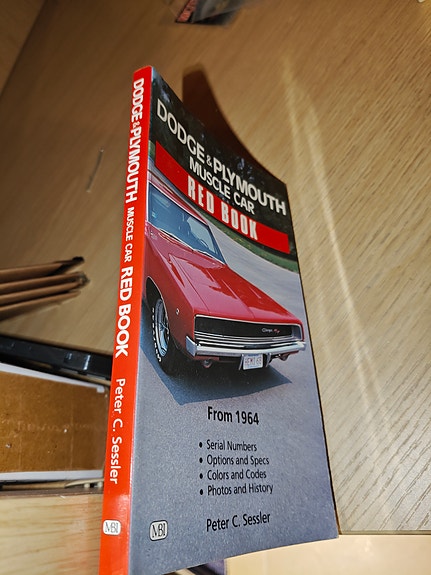 DODGE & PLYMOUTH MUSCLE CAR RED BOOK Peter C. Sessler MBI
DODGE & PLYMOUTH
MUSCLE CAR
RED BOOK
Charger R/T
From 1964
• Serial Numbers
• Options and Specs
• Colors and Codes
• Photos and History
Peter C. Sessler
MBI